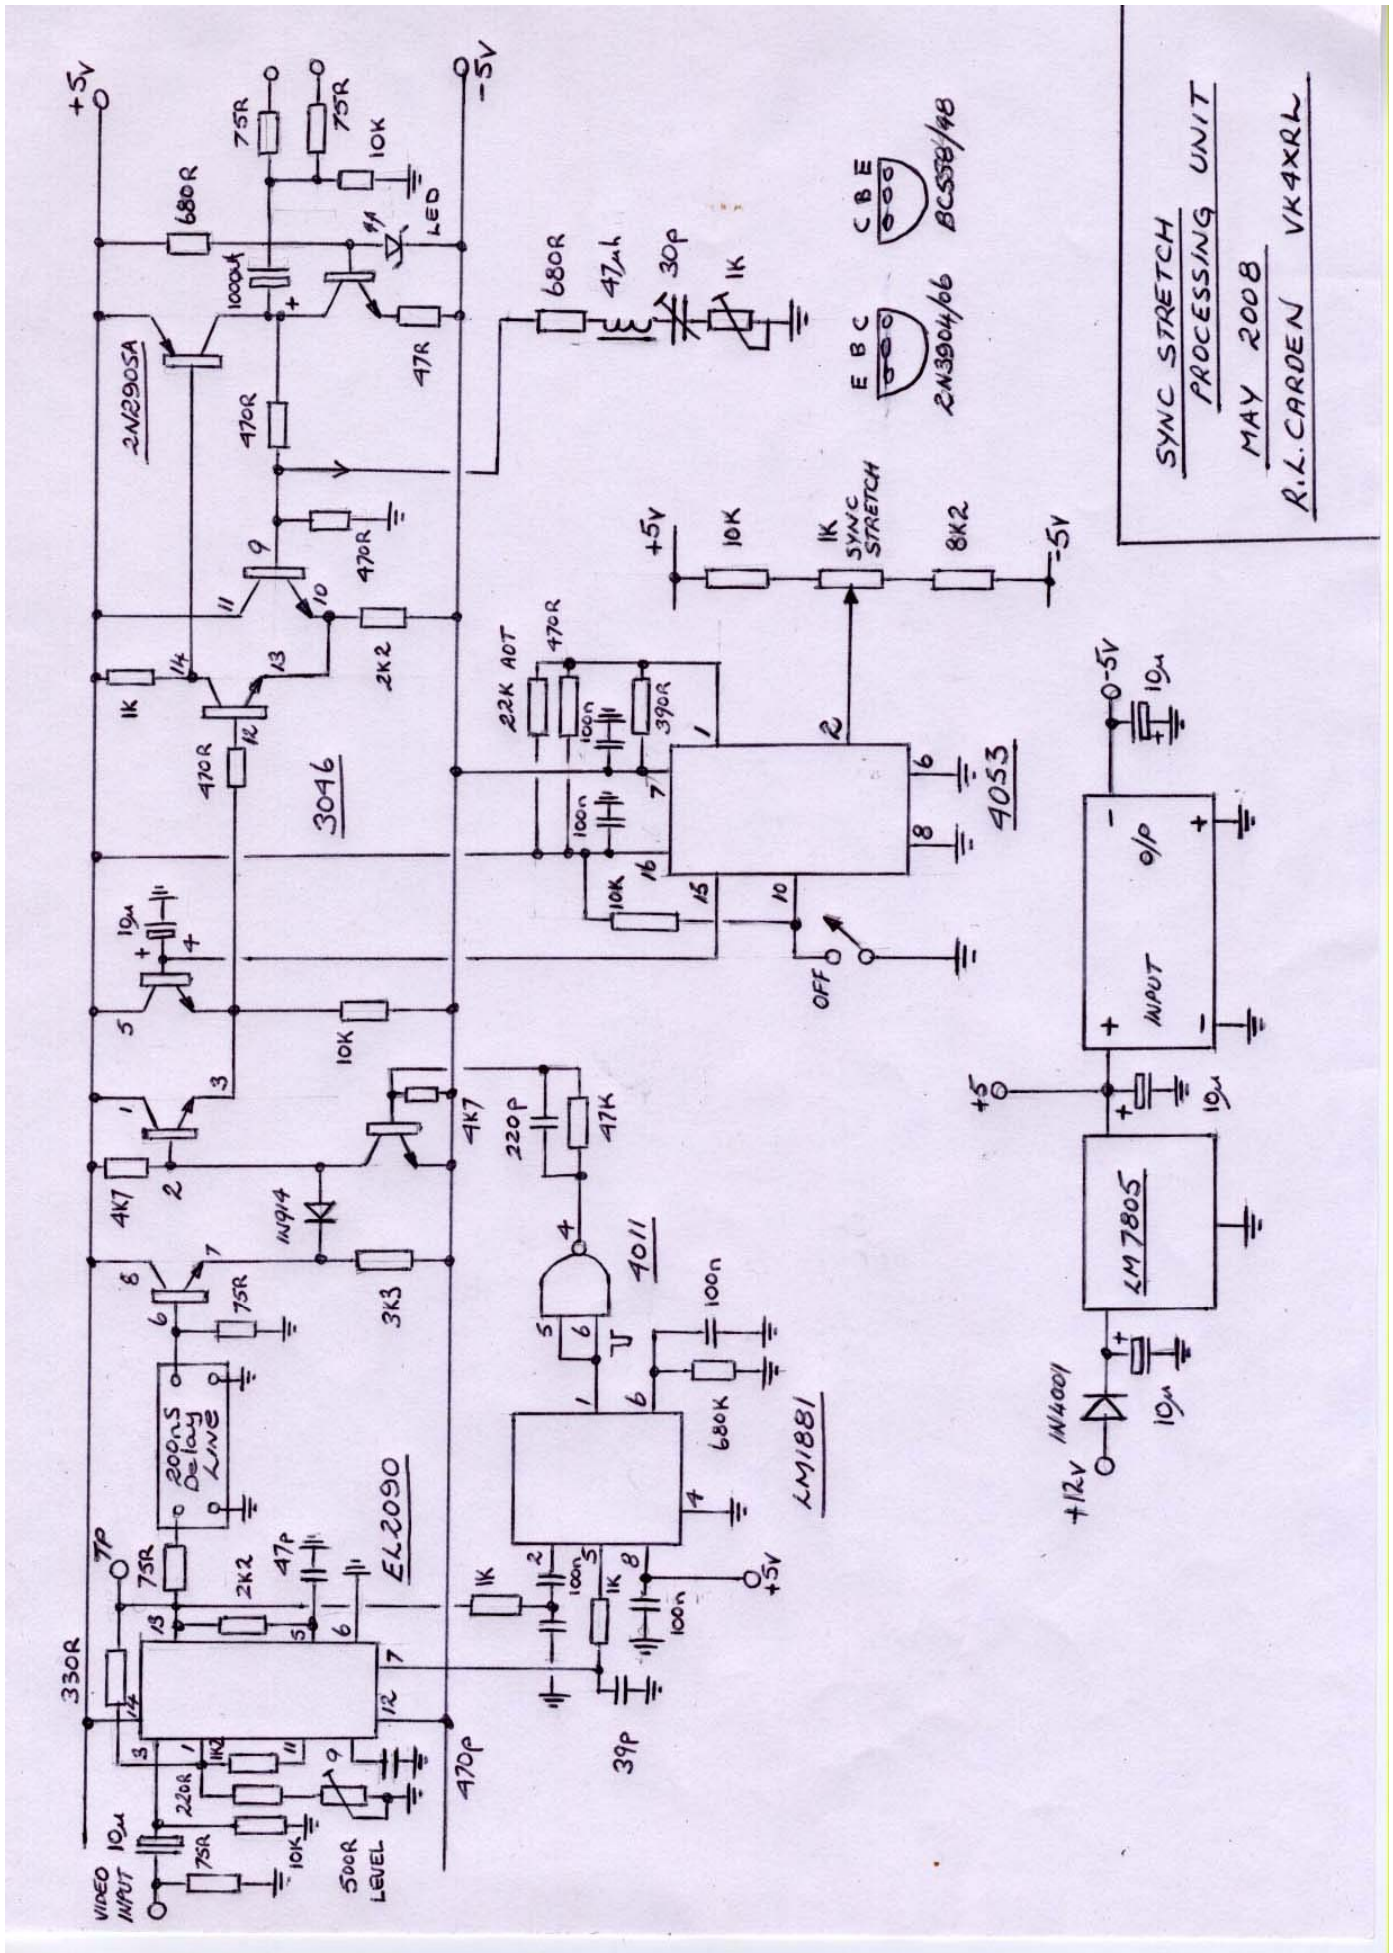 VIDEO
INPUT
10µ
75R
10K
500R
LEVEL
220R
1K2
330R
3
1
11
9
14
13
5
6
7
12
470p
TP
75R
2K2
47p
EL2090
200nS
Delay
LINE
6
8
7
75R
3K3
1N914
4K7
2
1
3
4K7
5
4
+
10µ
10K
3046
470R
12
14
13
1K
11
10
9
2K2
470R
470R
2N2905A
680R
+5V
1000µ
+
47R
LED
75R
75R
10K
-5V
680R
47µh
30p
1K
E B C
2N3904/06
C B E
BC558/48
39p
1K
100n
1K
100n
2
5
8
+5V
4
1
6
LM1881
680K
100n
5
6
4
4011
220p
47K
OFF
10K
15
10
16
7
1
2
8
6
4053
100n
100n
22K AOT
470R
390R
+5V
10K
1K
SYNC
STRETCH
8K2
-5V
+12V
1N4001
+
10µ
LM7805
+5
+
10µ
+
-
INPUT
O/P
-
+
-5V
+
10µ
SYNC STRETCH
PROCESSING UNIT
MAY 2008
R.L.CARDEN VK4XRL